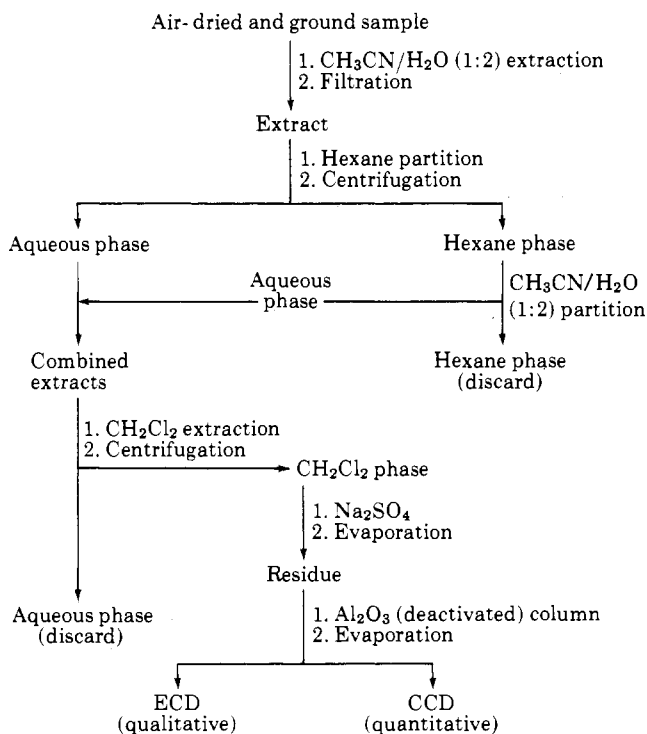 Air-dried and ground sample
1. CH₃CN/H₂O (1:2) extraction
2. Filtration
Extract
1. Hexane partition
2. Centrifugation
Aqueous phase
Hexane phase
Aqueous
phase
CH₃CN/H₂O
(1:2) partition
Combined
extracts
Hexane phase
(discard)
1. CH₂Cl₂ extraction
2. Centrifugation
CH₂Cl₂ phase
1. Na₂SO₄
2. Evaporation
Residue
Aqueous phase
(discard)
1. Al₂O₃ (deactivated) column
2. Evaporation
ECD
(qualitative)
CCD
(quantitative)